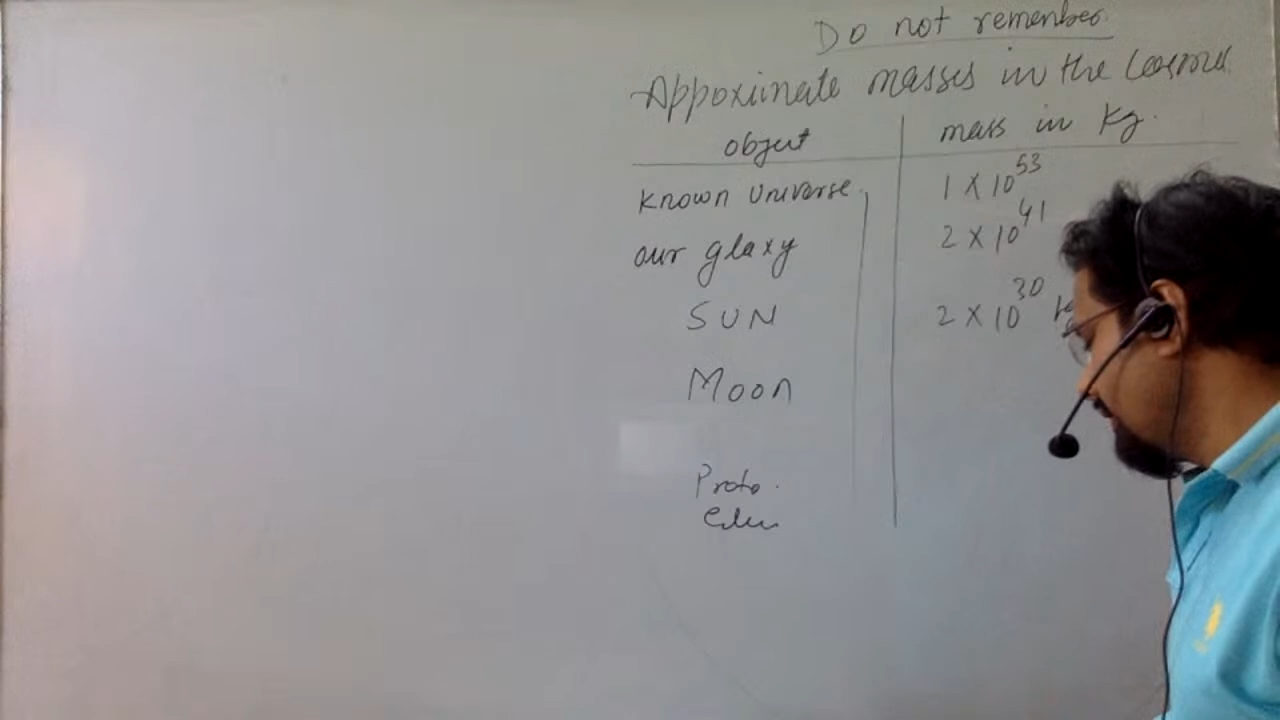 Do not remember.
Appoximate masses in the
object mass in Kg.
Known Universe. 1 X 10^53
our glaxy 2 X 10^41
SUN 2 X 10^30
Moon
Proto.